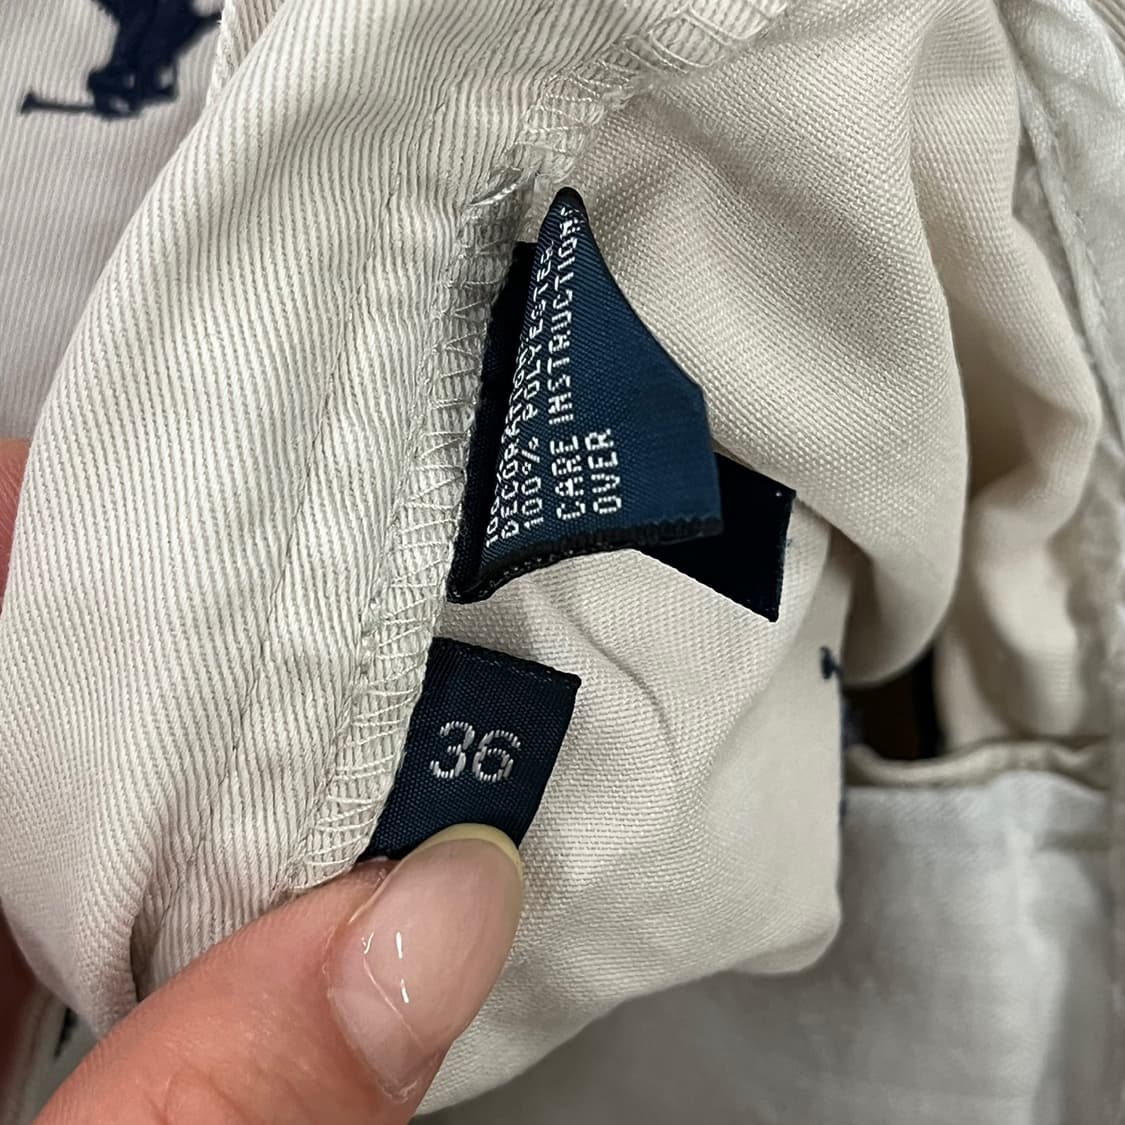 DECORATION
100% POLYESTER
CARE INSTRUCTIONS
OVER
36